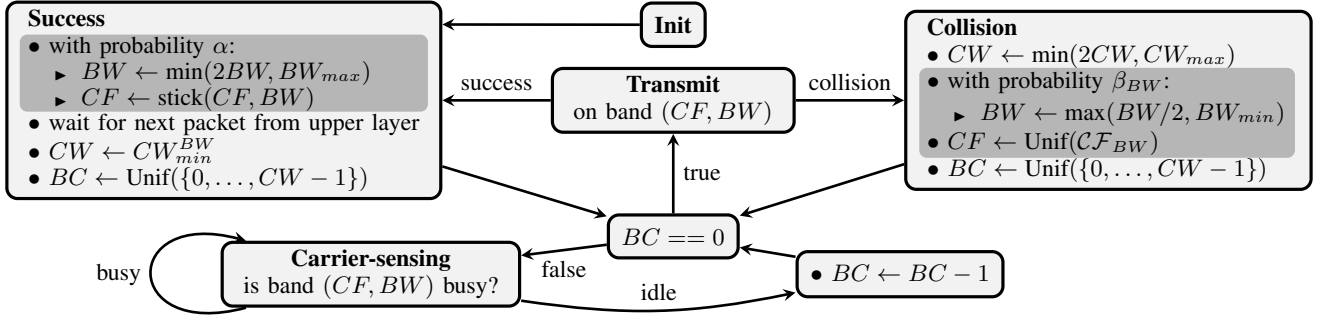 Success
• with probability α:
► BW ← min(2BW, BW_max)
► CF ← stick(CF, BW)
• wait for next packet from upper layer
• CW ← CW_min^BW
• BC ← Unif({0, . . . , CW − 1})
Init
success
Transmit
on band (CF, BW)
collision
Collision
• CW ← min(2CW, CW_max)
• with probability β_BW:
► BW ← max(BW/2, BW_min)
• CF ← Unif(𝒞ℱ_BW)
• BC ← Unif({0, . . . , CW − 1})
true
BC == 0
false
busy
Carrier-sensing
is band (CF, BW) busy?
idle
• BC ← BC − 1